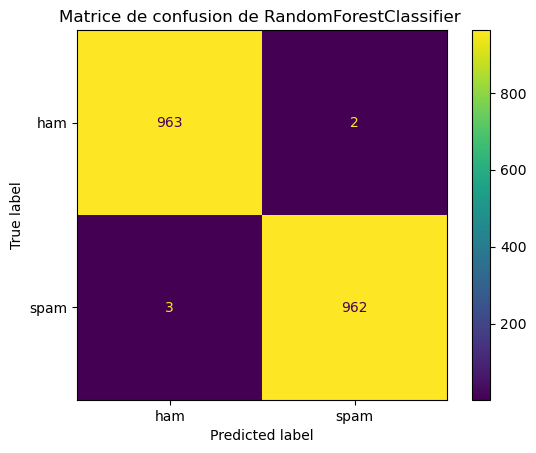 Matrice de confusion de RandomForestClassifier
True label
ham
963
2
spam
3
962
ham
spam
Predicted label
800
600
400
200